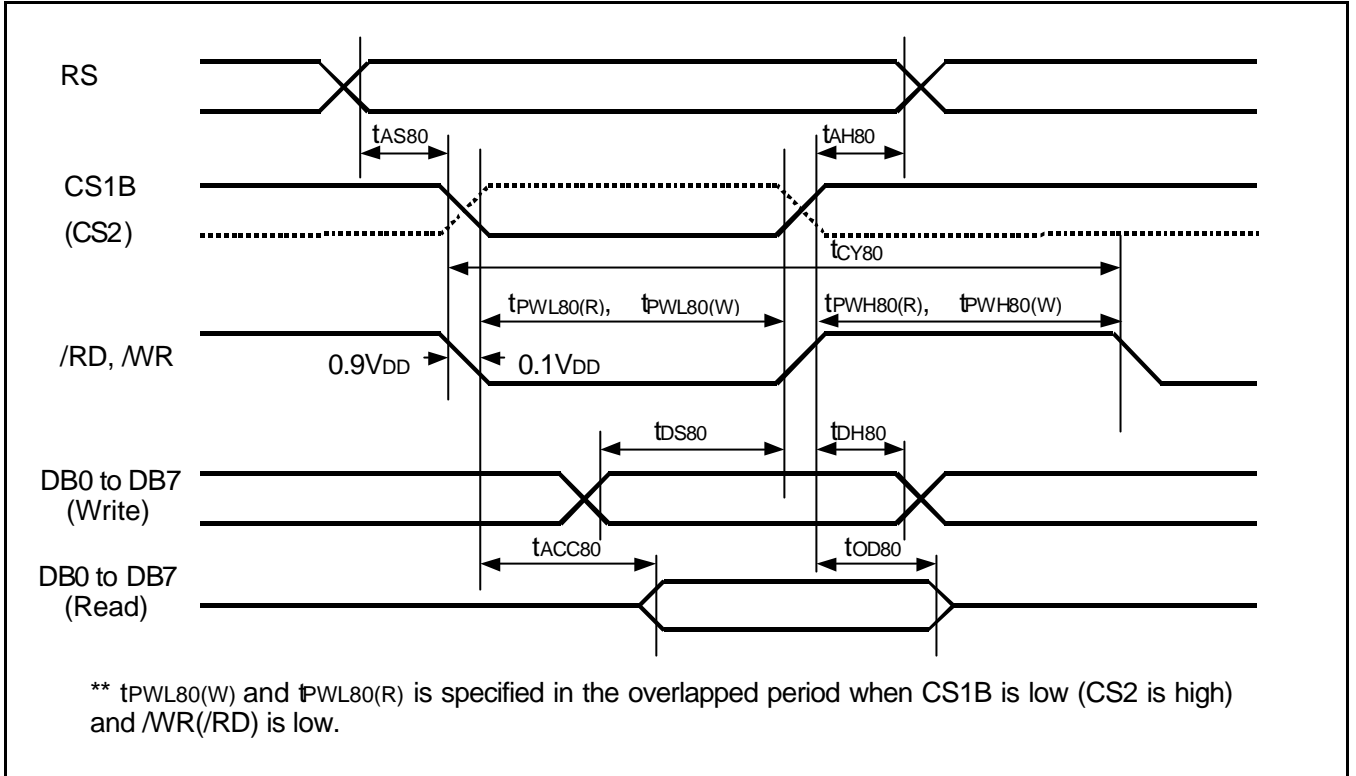 RS
tAS80
tAH80
CS1B
(CS2)
tCY80
tPWL80(R), tPWL80(W)
tPWH80(R), tPWH80(W)
/RD, /WR
0.9VDD
0.1VDD
tDS80
tDH80
DB0 to DB7
(Write)
tACC80
tOD80
DB0 to DB7
(Read)
** tPWL80(W) and tPWL80(R) is specified in the overlapped period when CS1B is low (CS2 is high)
and /WR(/RD) is low.